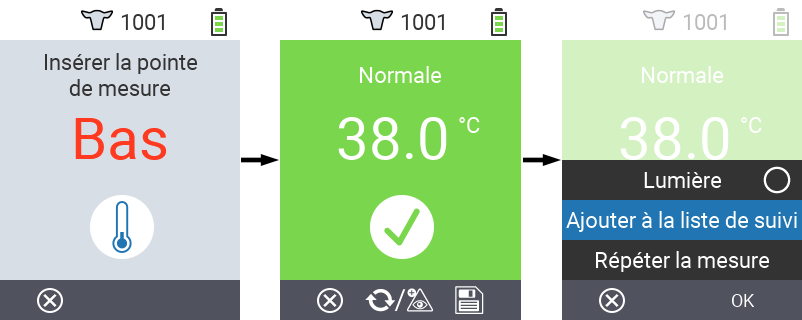 1001
Insérer la pointe
de mesure
Bas
1001
Normale
38.0 °C
1001
Normale
38.0 °C
Lumière
Ajouter à la liste de suivi
Répéter la mesure
OK